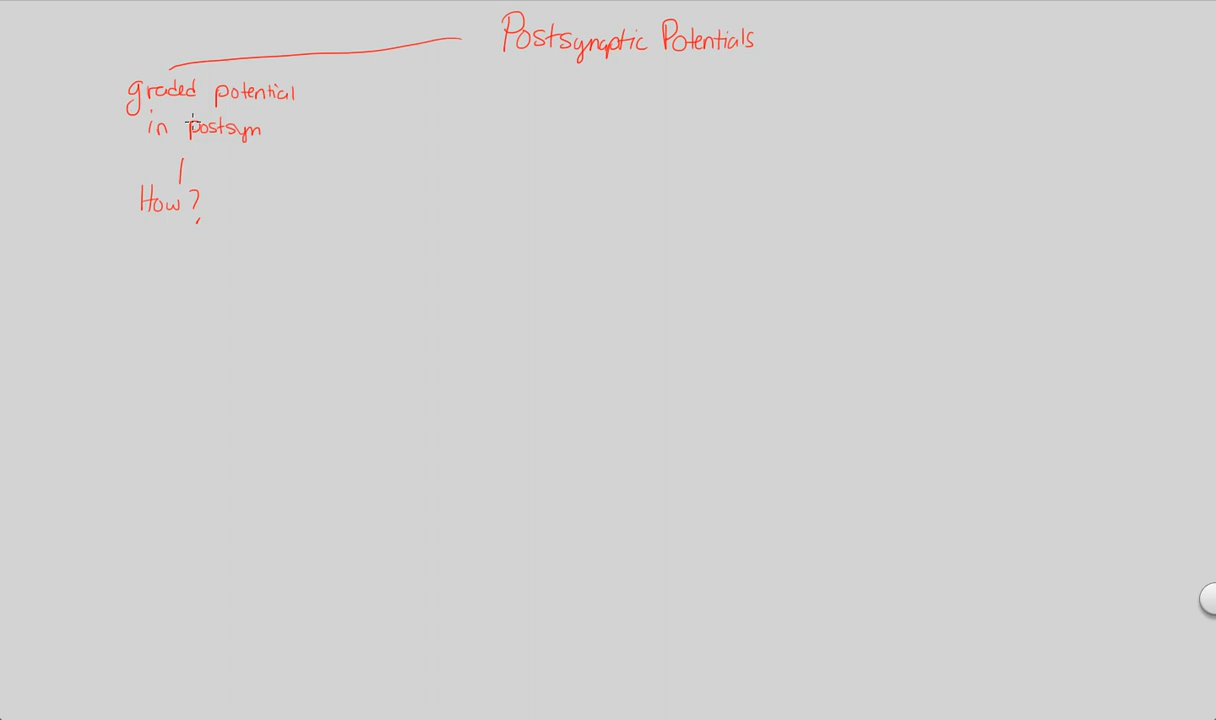 Postsynaptic Potentials
graded potential
in postsyn
How?